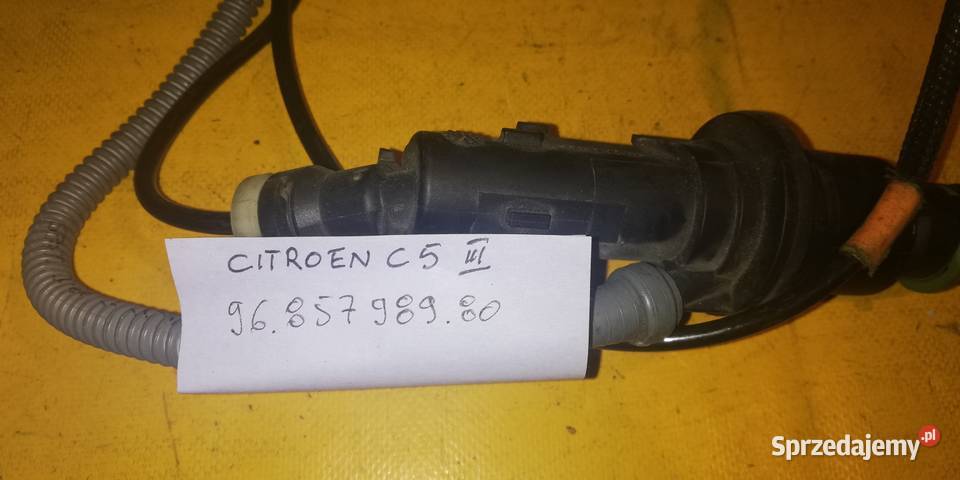 CITROEN C5 III
96.857989.80
Sprzedajemy.pl